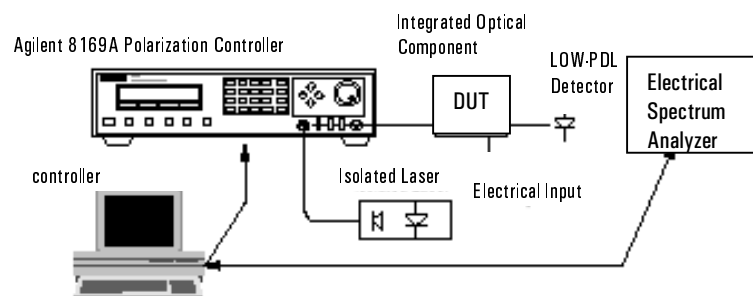 Integrated Optical
Component
Agilent 8169A Polarization Controller
LOW-PDL
Detector
DUT
Electrical
Spectrum
Analyzer
controller
Isolated Laser
Electrical Input